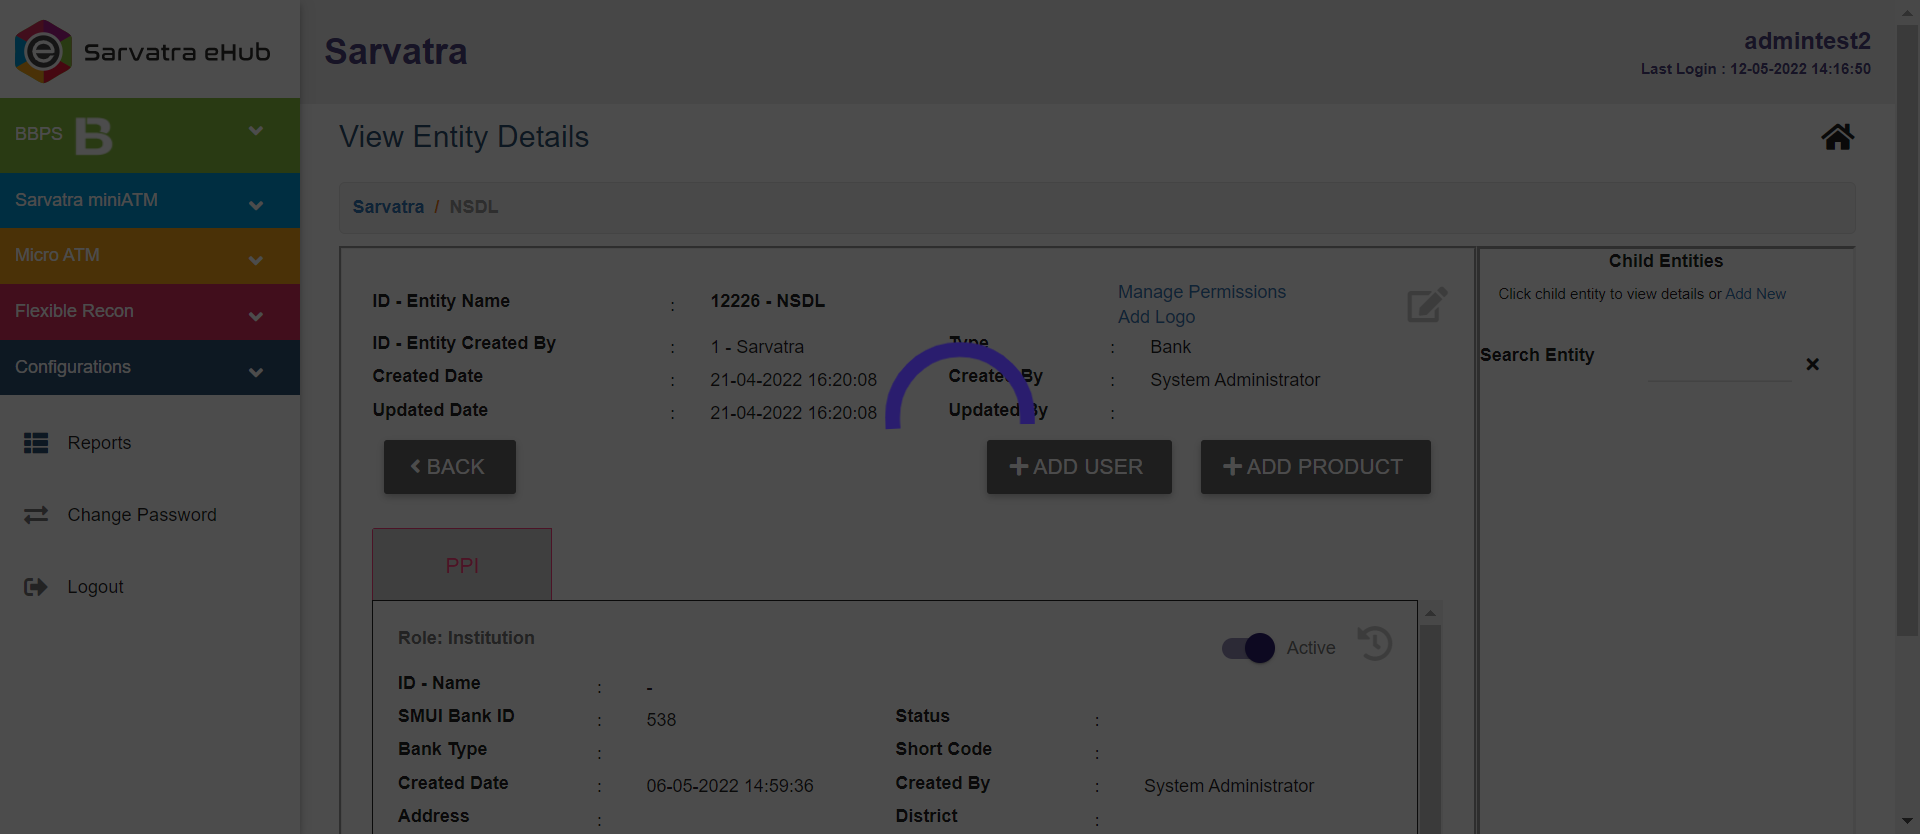 Sarvatra eHub
Sarvatra
admintest2
Last Login : 12-05-2022 14:16:50
BBPS B
Sarvatra miniATM
Micro ATM
Flexible Recon
Configurations
Reports
Change Password
Logout
View Entity Details
Sarvatra / NSDL
ID - Entity Name : 12226 - NSDL
Manage Permissions
Add Logo
ID - Entity Created By : 1 - Sarvatra Type : Bank
Created Date : 21-04-2022 16:20:08 Created By : System Administrator
Updated Date : 21-04-2022 16:20:08 Updated By :
BACK ADD USER ADD PRODUCT
PPI
Role: Institution Active
ID - Name : -
SMUI Bank ID : 538 Status :
Bank Type : Short Code :
Created Date : 06-05-2022 14:59:36 Created By : System Administrator
Address : District :
Child Entities
Click child entity to view details or Add New
Search Entity